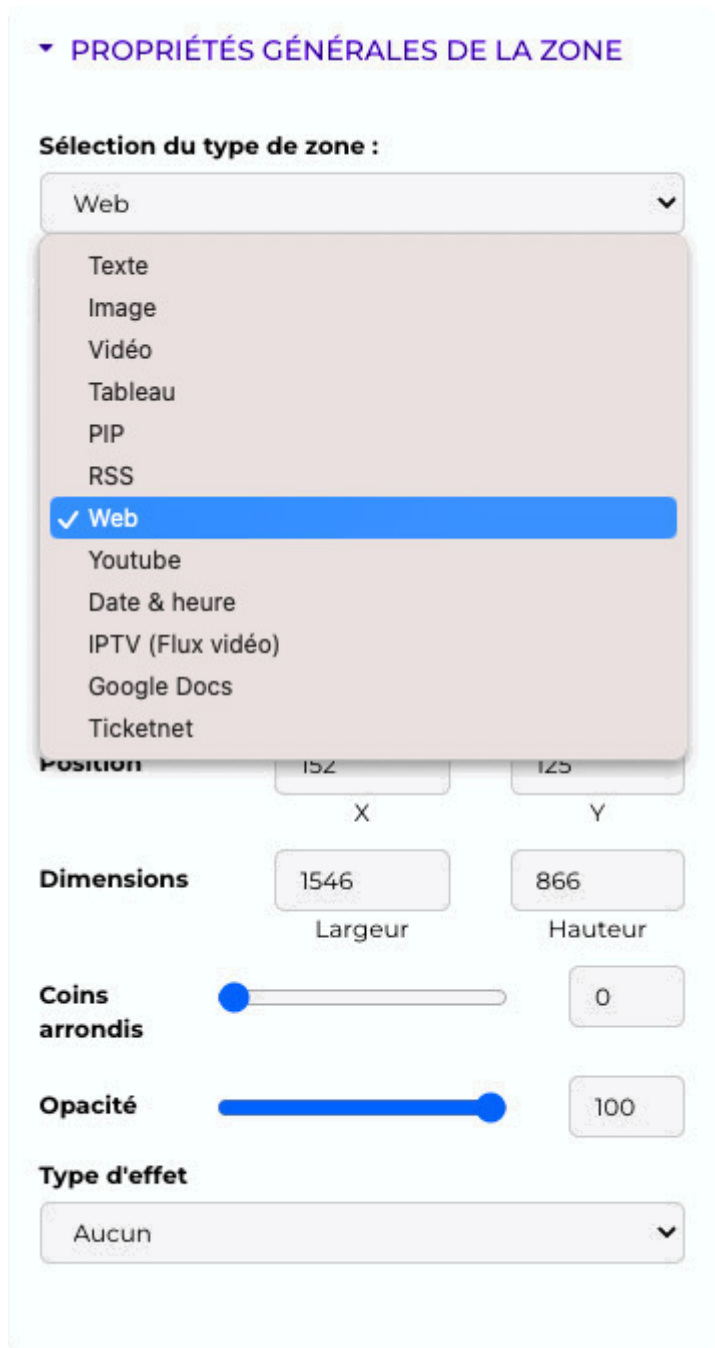 PROPRIÉTÉS GÉNÉRALES DE LA ZONE
Sélection du type de zone :
Web
Texte
Image
Vidéo
Tableau
PIP
RSS
Web
Youtube
Date & heure
IPTV (Flux vidéo)
Google Docs
Ticketnet
Position 152 125
X Y
Dimensions 1546 866
Largeur Hauteur
Coins
arrondis 0
Opacité 100
Type d'effet
Aucun